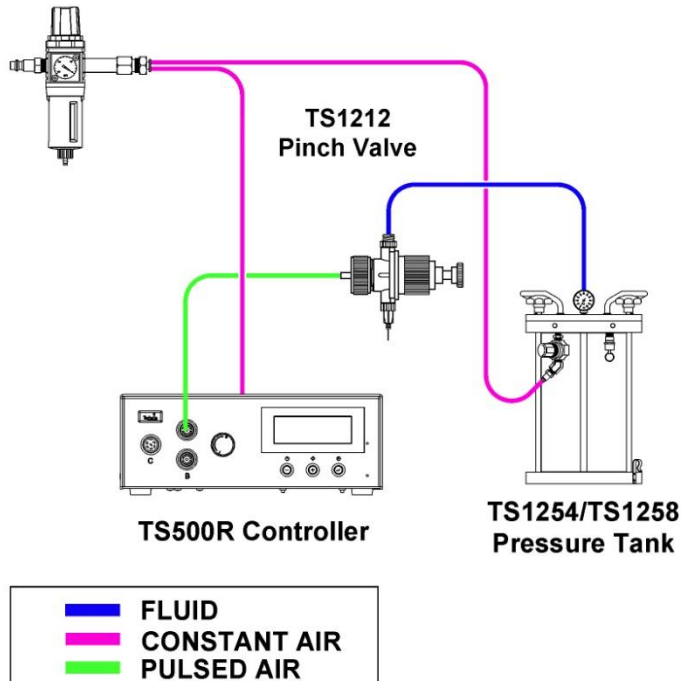 TS1212
Pinch Valve
C
B
TS500R Controller
TS1254/TS1258
Pressure Tank
FLUID
CONSTANT AIR
PULSED AIR